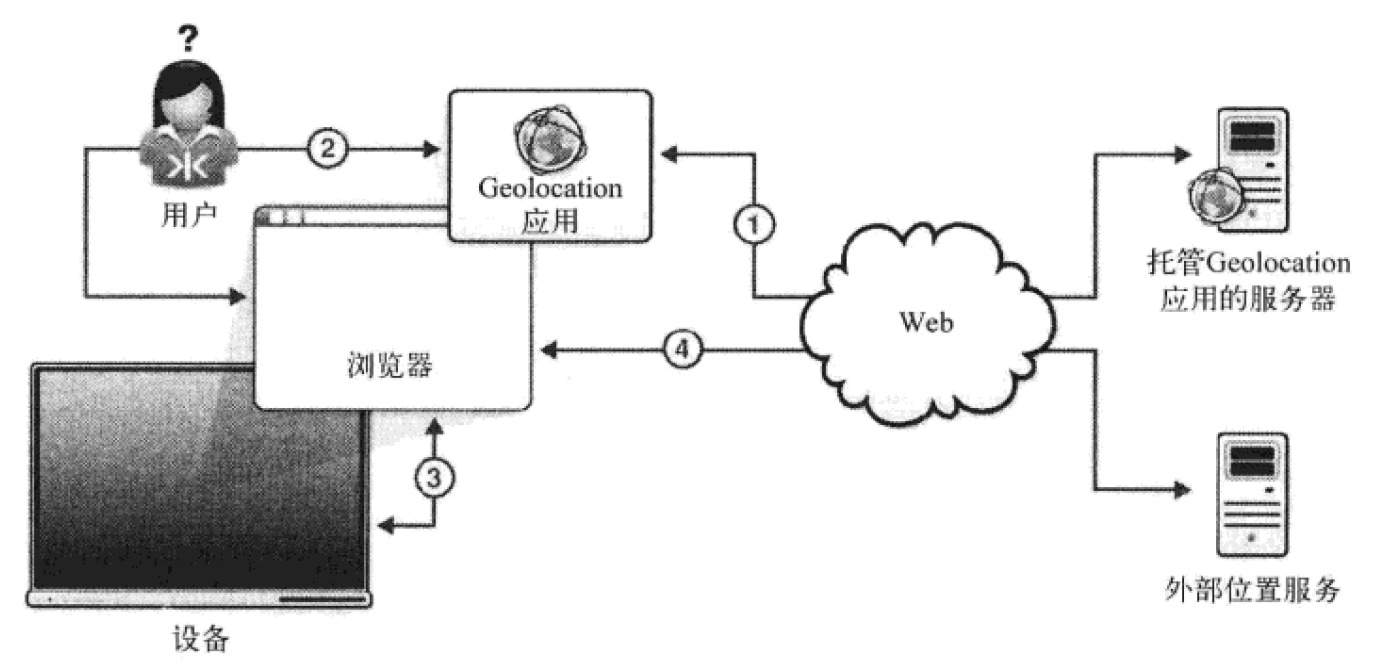 ?
②
Geolocation
应用
用户
①
托管Geolocation
应用的服务器
Web
④
浏览器
③
外部位置服务
设备